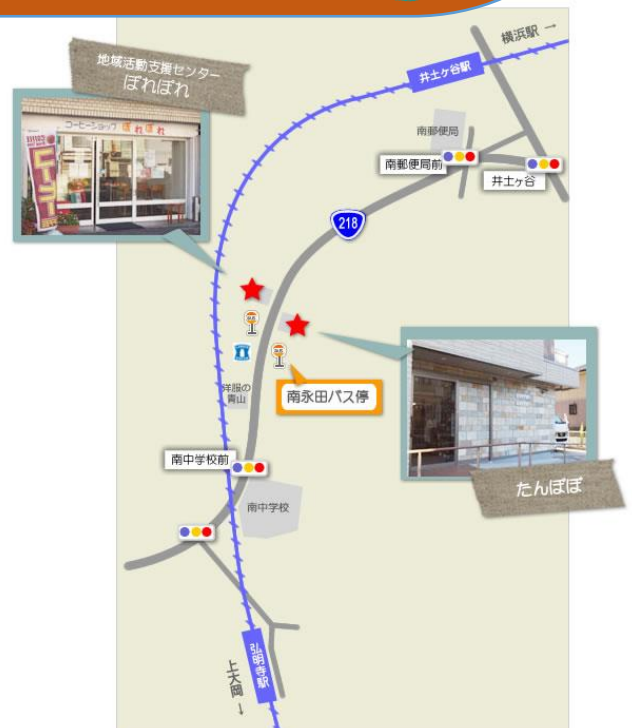 横浜駅 →
井土ヶ谷駅
地域活動支援センター
ぽれぽれ
コーヒーショップ ぽれぽれ
コーヒー
南郵便局
南郵便局前
井土ヶ谷
218
洋服の
青山
南永田バス停
たんぽぽ
南中学校前
南中学校
弘明寺駅
上大岡
↓